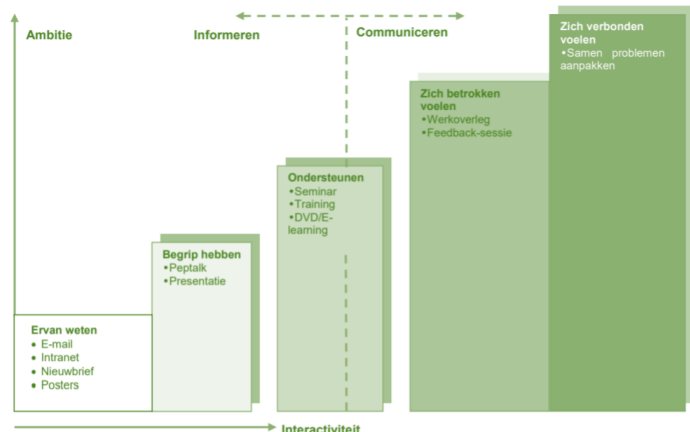 Ambitie
Informeren
Communiceren
Zich verbonden
voelen
•Samen problemen
aanpakken
Zich betrokken
voelen
•Werkoverleg
•Feedback-sessie
Ondersteunen
•Seminar
•Training
•DVD/E-
learning
Begrip hebben
•Peptalk
•Presentatie
Ervan weten
• E-mail
• Intranet
• Nieuwbrief
• Posters
Interactiviteit